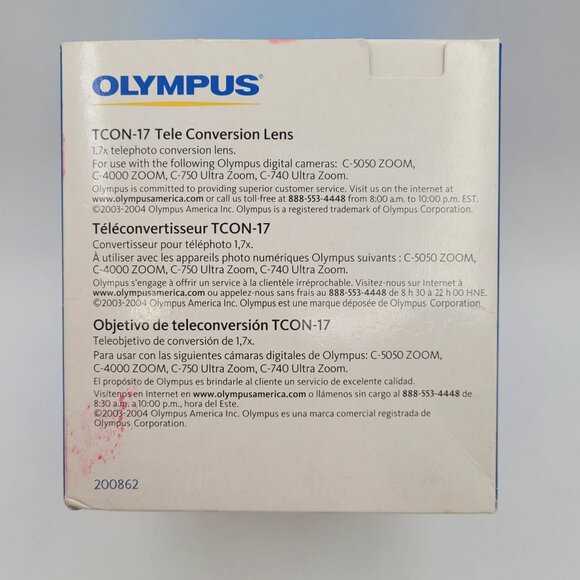 OLYMPUS®
TCON-17 Tele Conversion Lens
1.7x telephoto conversion lens.
For use with the following Olympus digital cameras: C-5050 ZOOM,
C-4000 ZOOM, C-750 Ultra Zoom, C-740 Ultra Zoom.
Olympus is committed to providing superior customer service. Visit us on the internet at
www.olympusamerica.com or call us toll-free at 888-553-4448 from 8:00 a.m. to 10:00 p.m. EST.
©2003-2004 Olympus America Inc. Olympus is a registered trademark of Olympus Corporation.
Téléconvertisseur TCON-17
Convertisseur pour téléphoto 1,7x.
À utiliser avec les appareils photo numériques Olympus suivants : C-5050 ZOOM,
C-4000 ZOOM, C-750 Ultra Zoom, C-740 Ultra Zoom.
Olympus s'engage à offrir un service à la clientèle irréprochable. Visitez-nous sur Internet à
www.olympusamerica.com ou appelez-nous sans frais au 888-553-4448 de 8 h 30 à 22 h 00 HNE.
©2003-2004 Olympus America Inc. Olympus est une marque déposée de Olympus Corporation.
Objetivo de teleconversión TCON-17
Teleobjetivo de conversión de 1,7x.
Para usar con las siguientes cámaras digitales de Olympus: C-5050 ZOOM,
C-4000 ZOOM, C-750 Ultra Zoom, C-740 Ultra Zoom.
El propósito de Olympus es brindarle al cliente un servicio de excelente calidad.
Visítenos en Internet en www.olympusamerica.com o llámenos sin cargo al 888-553-4448 de
8:30 a.m. a 10:00 p.m., hora del Este.
©2003-2004 Olympus America Inc. Olympus es una marca comercial registrada de
Olympus Corporation.
200862